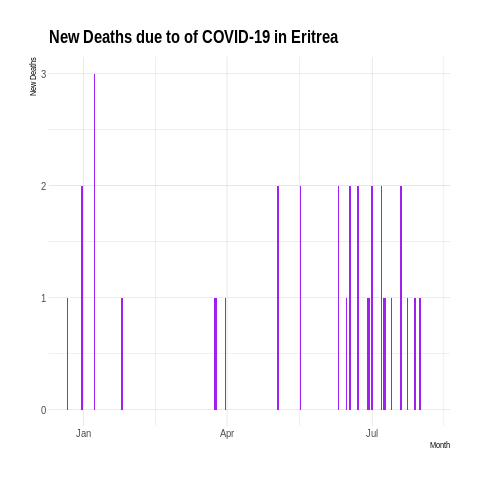 New Deaths due to of COVID-19 in Eritrea
New Deaths
3
2
1
0
Jan Apr Jul
Month